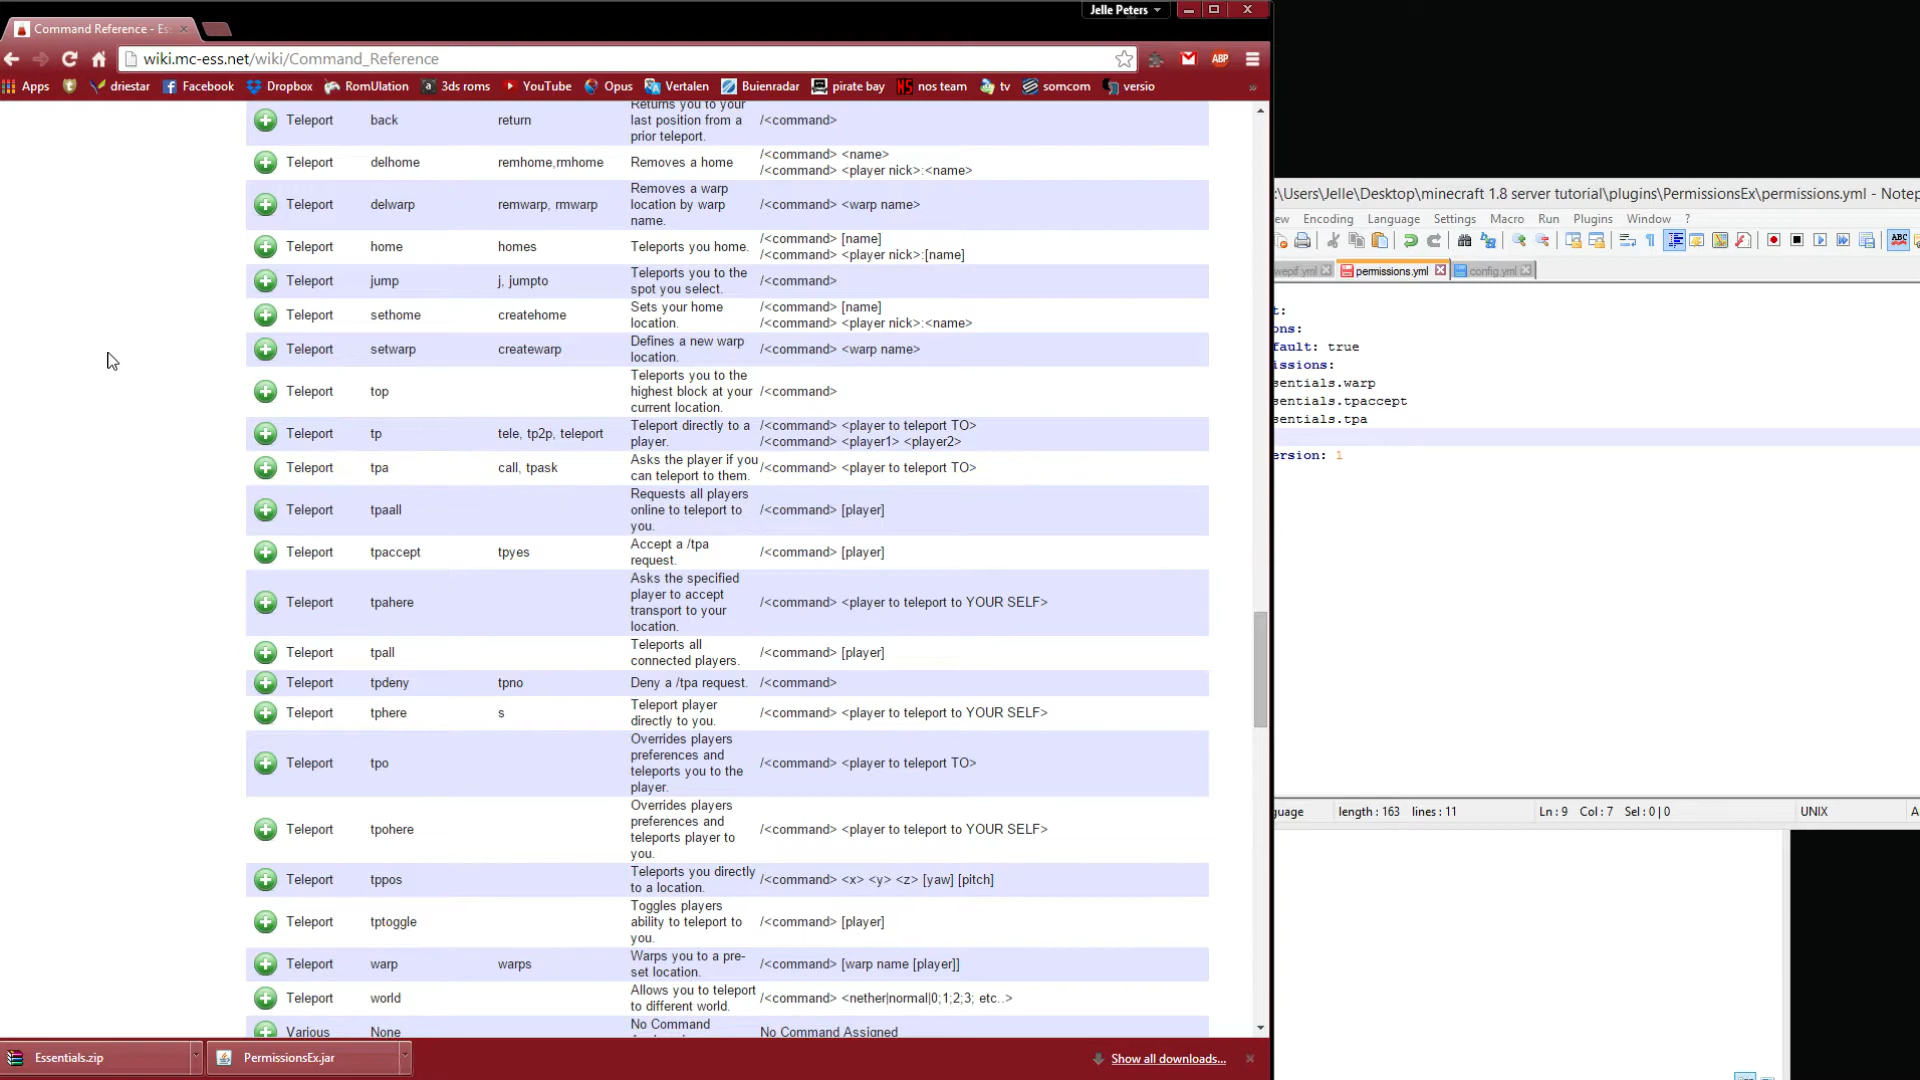 Jelle Peters
Command Reference - Es
wiki.mc-ess.net/wiki/Command_Reference
ABP
Apps driestar Facebook Dropbox RomUlation 3ds roms YouTube Opus Vertalen Buienradar pirate bay nos team tv somcom versio »
Teleport back return Returns you to your last position from a prior teleport. /<command>
Teleport delhome remhome,rmhome Removes a home /<command> <name>
/<command> <player nick>:<name>
Teleport delwarp remwarp, rmwarp Removes a warp location by warp name. /<command> <warp name>
Teleport home homes Teleports you home. /<command> [name]
/<command> <player nick>:[name]
Teleport jump j, jumpto Teleports you to the spot you select. /<command>
Teleport sethome createhome Sets your home location. /<command> [name]
/<command> <player nick>:<name>
Teleport setwarp createwarp Defines a new warp location. /<command> <warp name>
Teleport top Teleports you to the highest block at your current location. /<command>
Teleport tp tele, tp2p, teleport Teleport directly to a player. /<command> <player to teleport TO>
/<command> <player1> <player2>
Teleport tpa call, tpask Asks the player if you can teleport to them. /<command> <player to teleport TO>
Teleport tpaall Requests all players online to teleport to you. /<command> [player]
Teleport tpaccept tpyes Accept a /tpa request. /<command> [player]
Teleport tpahere Asks the specified player to accept transport to your location. /<command> <player to teleport to YOUR SELF>
Teleport tpall Teleports all connected players. /<command> [player]
Teleport tpdeny tpno Deny a /tpa request. /<command>
Teleport tphere s Teleport player directly to you. /<command> <player to teleport to YOUR SELF>
Teleport tpo Overrides players preferences and teleports you to the player. /<command> <player to teleport TO>
Teleport tpohere Overrides players preferences and teleports player to you. /<command> <player to teleport to YOUR SELF>
Teleport tppos Teleports you directly to a location. /<command> <x> <y> <z> [yaw] [pitch]
Teleport tptoggle Toggles players ability to teleport to you. /<command> [player]
Teleport warp warps Warps you to a pre-set location. /<command> [warp name [player]]
Teleport world Allows you to teleport to different world. /<command> <nether|normal|0;1;2;3; etc..>
Various None No Command No Command Assigned
Essentials.zip PermissionsEx.jar Show all downloads...
:\Users\Jelle\Desktop\minecraft 1.8 server tutorial\plugins\PermissionsEx\permissions.yml - Notep
ew Encoding Language Settings Macro Run Plugins Window ?
ABC
wepif.yml permissions.yml config.yml
t:
ons:
fault: true
issions:
sentials.warp
sentials.tpaccept
sentials.tpa
ersion: 1
guage length : 163 lines : 11 Ln : 9 Col : 7 Sel : 0 | 0 UNIX A